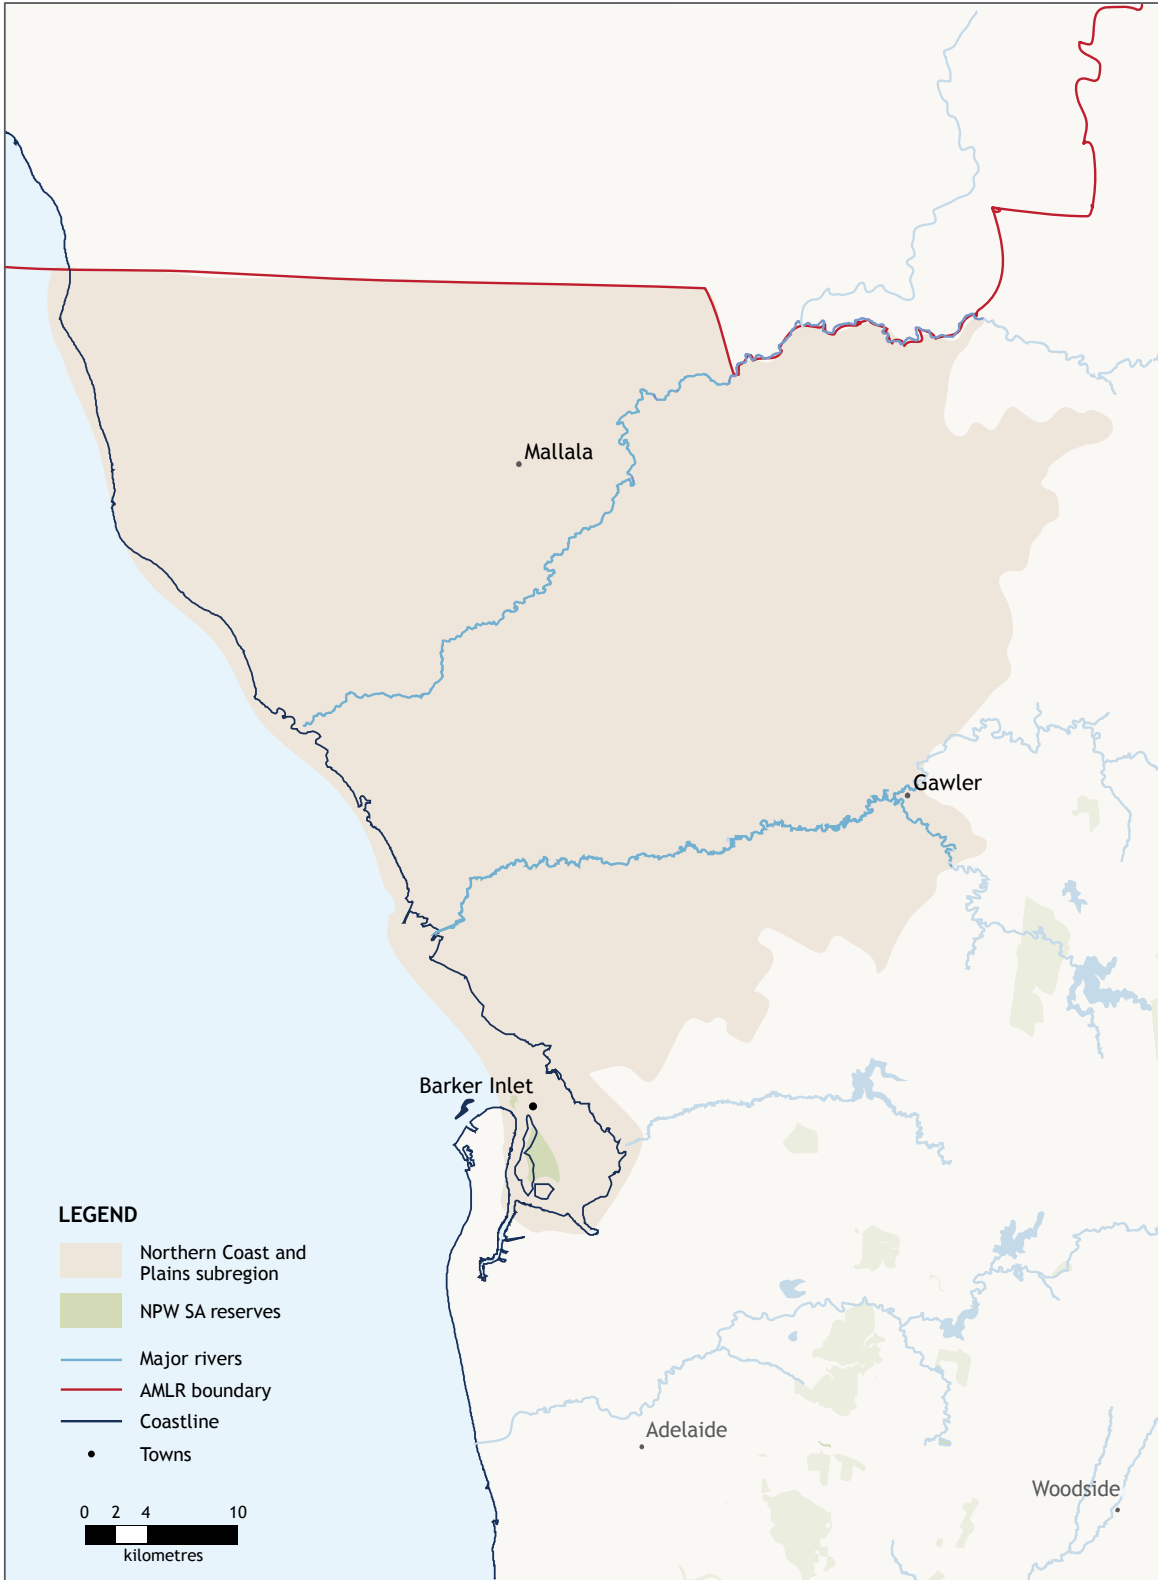 Mallala
Gawler
Barker Inlet
LEGEND
Northern Coast and
Plains subregion
NPW SA reserves
Major rivers
AMLR boundary
Coastline
Towns
Adelaide
Woodside
0 2 4 10
kilometres